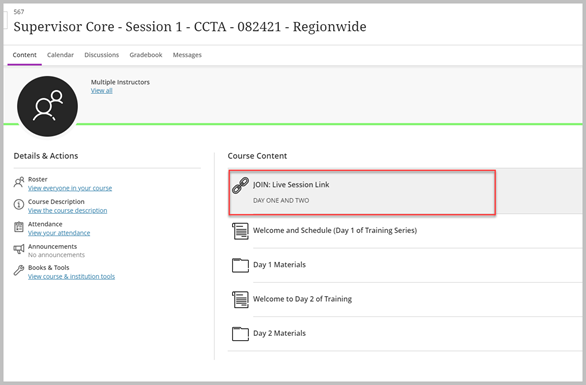 567
Supervisor Core - Session 1 - CCTA - 082421 - Regionwide
Content Calendar Discussions Gradebook Messages
Multiple Instructors
View all
Details & Actions
Roster
View everyone in your course
Course Description
View the course description
Attendance
View your attendance
Announcements
No announcements
Books & Tools
View course & institution tools
Course Content
JOIN: Live Session Link
DAY ONE AND TWO
Welcome and Schedule (Day 1 of Training Series)
Day 1 Materials
Welcome to Day 2 of Training
Day 2 Materials